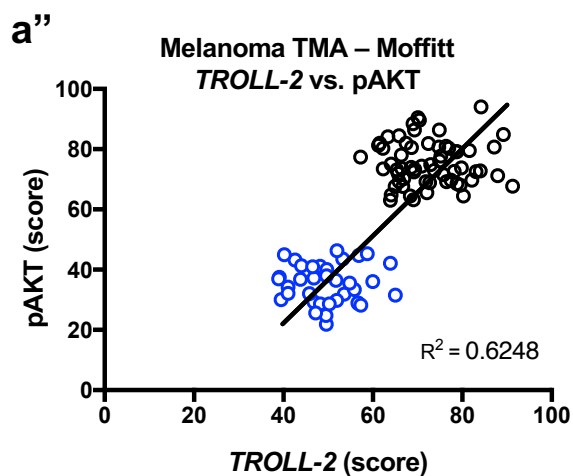 a”
Melanoma TMA – Moffitt
TROLL-2 vs. pAKT
pAKT (score)
100
80
60
40
20
0
R² = 0.6248
0 20 40 60 80 100
TROLL-2 (score)